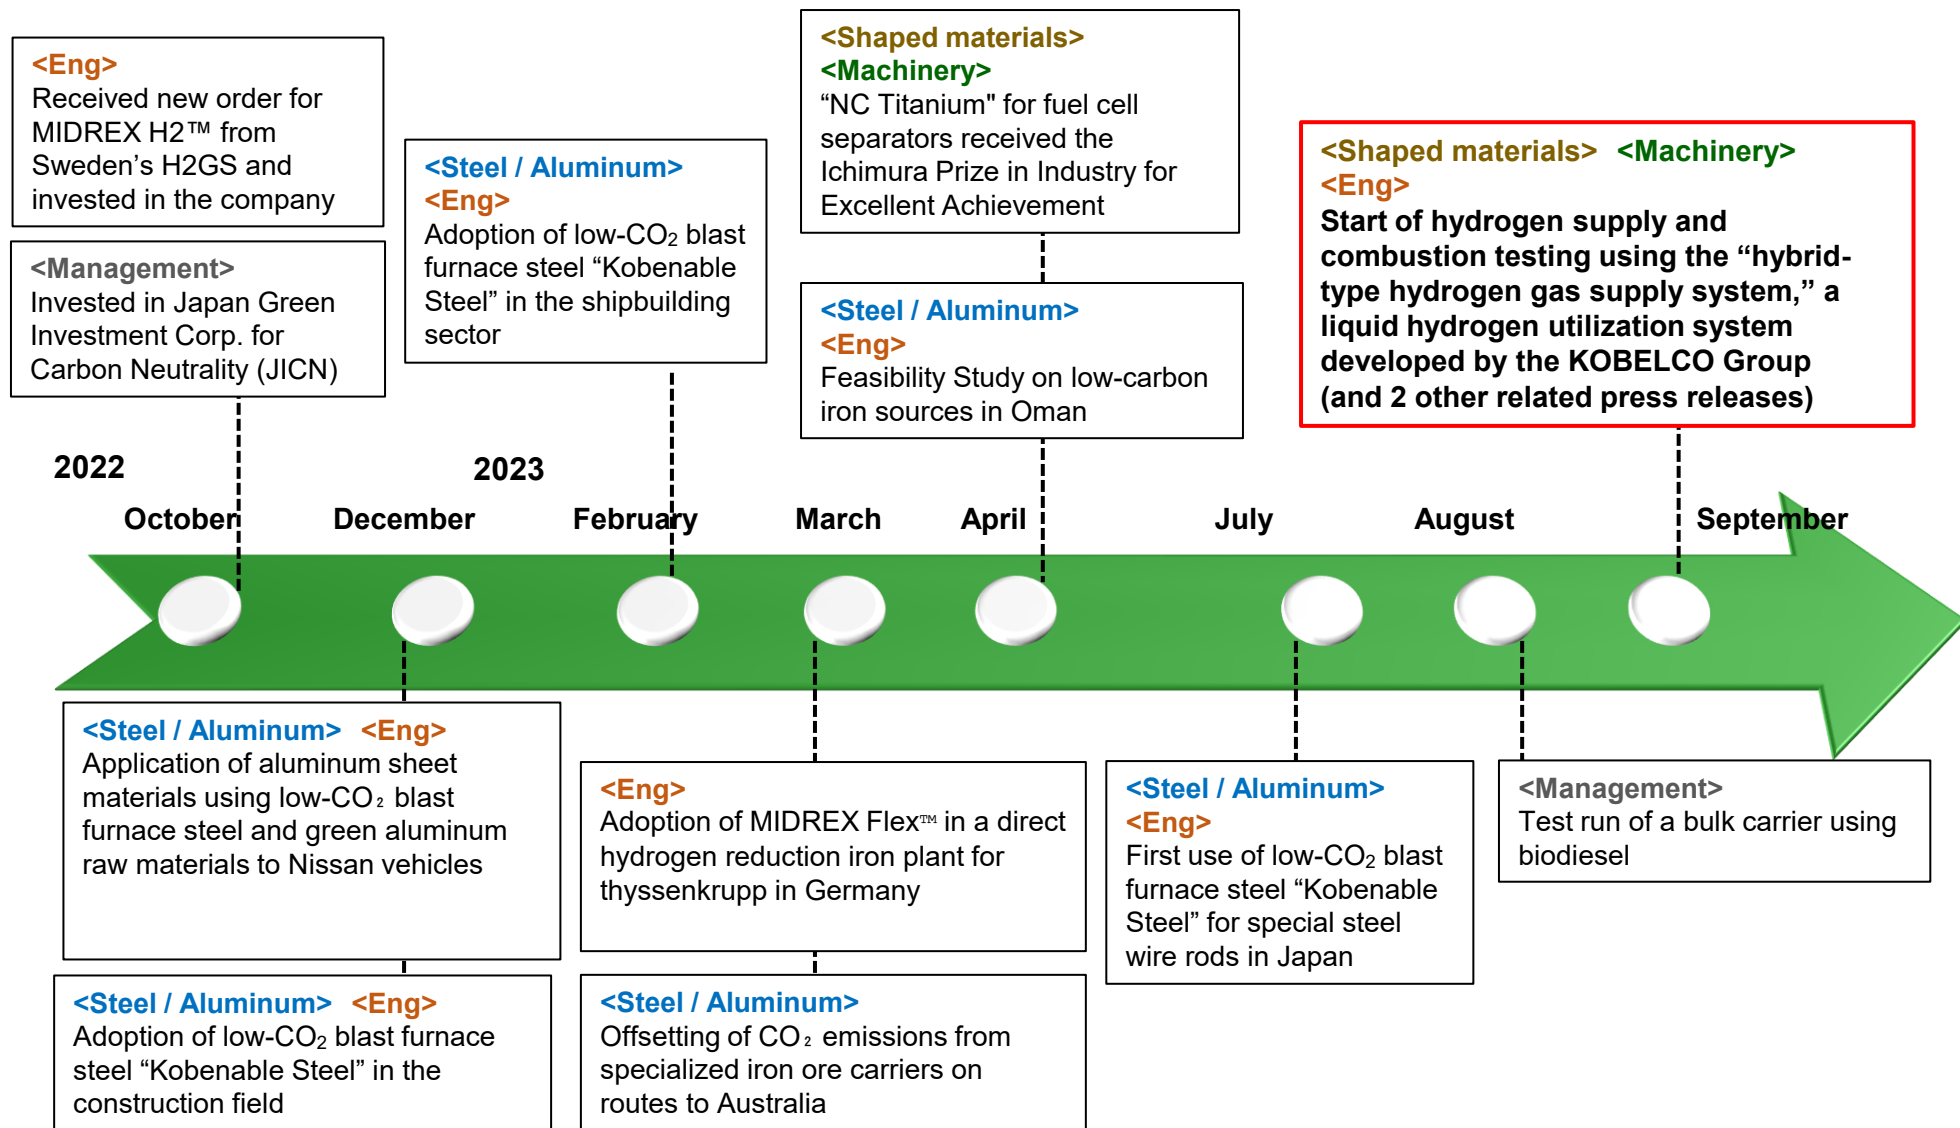 <Eng>
Received new order for
MIDREX H2™ from
Sweden’s H2GS and
invested in the company
<Management>
Invested in Japan Green
Investment Corp. for
Carbon Neutrality (JICN)
<Steel / Aluminum>
<Eng>
Adoption of low-CO₂ blast
furnace steel “Kobenable
Steel” in the shipbuilding
sector
<Shaped materials>
<Machinery>
“NC Titanium" for fuel cell
separators received the
Ichimura Prize in Industry for
Excellent Achievement
<Steel / Aluminum>
<Eng>
Feasibility Study on low-carbon
iron sources in Oman
<Shaped materials> <Machinery>
<Eng>
Start of hydrogen supply and
combustion testing using the “hybrid-
type hydrogen gas supply system,” a
liquid hydrogen utilization system
developed by the KOBELCO Group
(and 2 other related press releases)
2022
2023
October December February March April July August September
<Steel / Aluminum> <Eng>
Application of aluminum sheet
materials using low-CO₂ blast
furnace steel and green aluminum
raw materials to Nissan vehicles
<Steel / Aluminum> <Eng>
Adoption of low-CO₂ blast furnace
steel “Kobenable Steel” in the
construction field
<Eng>
Adoption of MIDREX Flex™ in a direct
hydrogen reduction iron plant for
thyssenkrupp in Germany
<Steel / Aluminum>
Offsetting of CO₂ emissions from
specialized iron ore carriers on
routes to Australia
<Steel / Aluminum>
<Eng>
First use of low-CO₂ blast
furnace steel “Kobenable
Steel” for special steel
wire rods in Japan
<Management>
Test run of a bulk carrier using
biodiesel